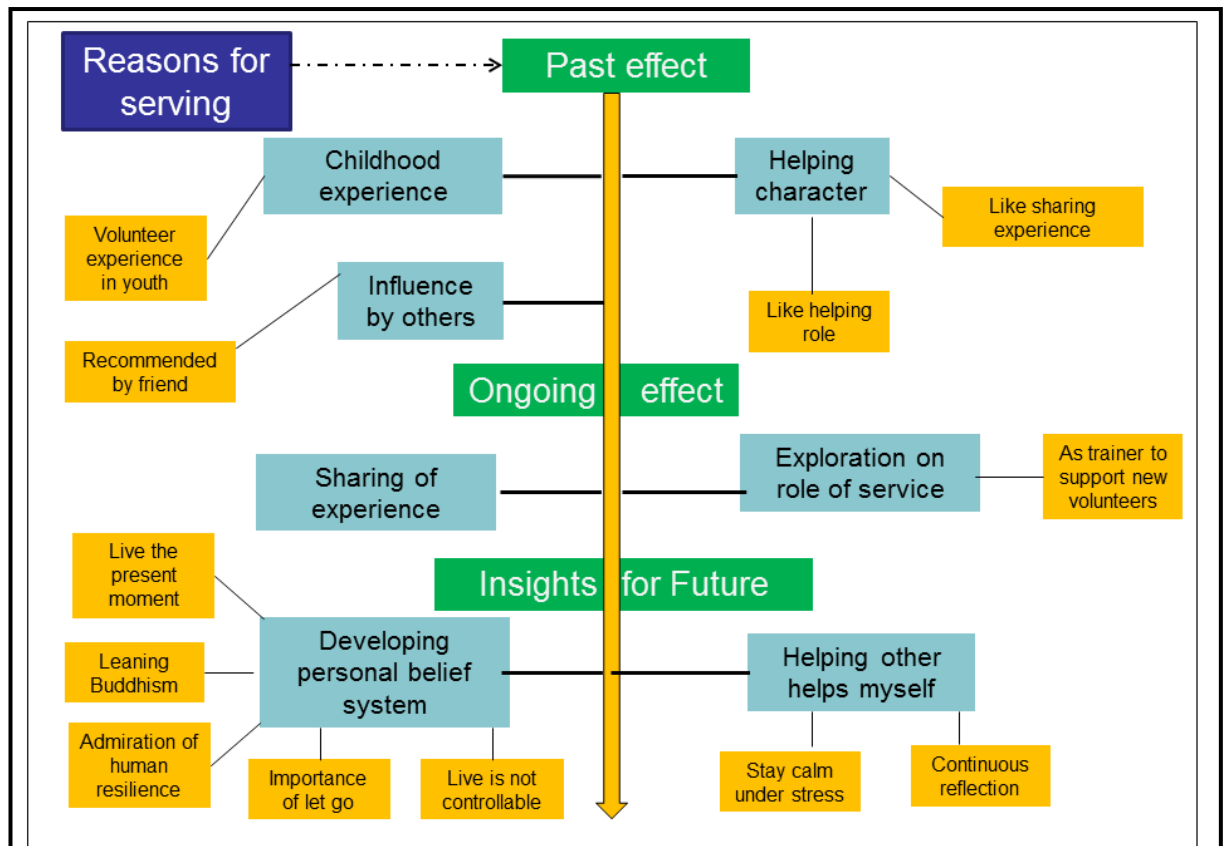 Reasons for
serving
Past effect
Childhood
experience
Helping
character
Like sharing
experience
Volunteer
experience
in youth
Influence
by others
Like helping
role
Recommended
by friend
Ongoing effect
Sharing of
experience
Exploration on
role of service
As trainer to
support new
volunteers
Live the
present
moment
Insights for Future
Developing
personal belief
system
Helping other
helps myself
Leaning
Buddhism
Admiration of
human
resilience
Importance
of let go
Live is not
controllable
Stay calm
under stress
Continuous
reflection